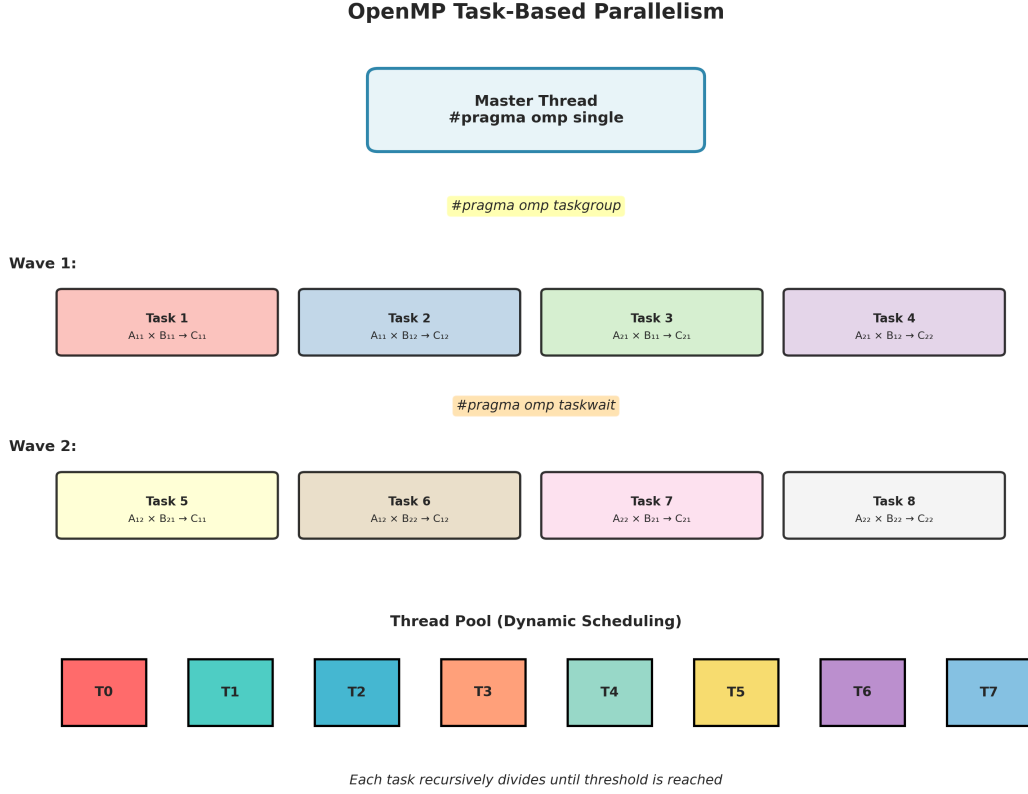 OpenMP Task-Based Parallelism
Master Thread
#pragma omp single
#pragma omp taskgroup
Wave 1:
Task 1
A₁₁ × B₁₁ → C₁₁
Task 2
A₁₁ × B₁₂ → C₁₂
Task 3
A₂₁ × B₁₁ → C₂₁
Task 4
A₂₁ × B₁₂ → C₂₂
#pragma omp taskwait
Wave 2:
Task 5
A₁₂ × B₂₁ → C₁₁
Task 6
A₁₂ × B₂₂ → C₁₂
Task 7
A₂₂ × B₂₁ → C₂₁
Task 8
A₂₂ × B₂₂ → C₂₂
Thread Pool (Dynamic Scheduling)
T0
T1
T2
T3
T4
T5
T6
T7
Each task recursively divides until threshold is reached